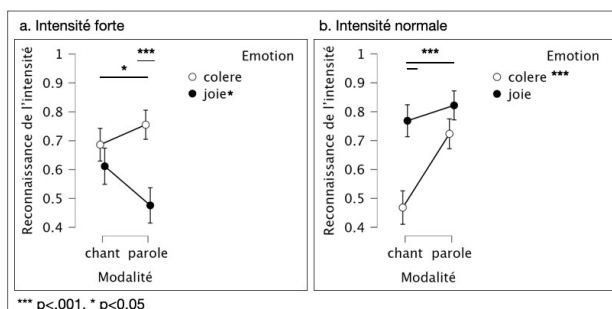 a. Intensité forte
Reconnaissance de l'intensité
1
0.9
0.8
0.7
0.6
0.5
0.4
***
*
Emotion
colere
joie*
chant parole
Modalité
b. Intensité normale
Reconnaissance de l'intensité
1
0.9
0.8
0.7
0.6
0.5
0.4
***
Emotion
colere ***
joie
chant parole
Modalité
*** p<.001, * p<0.05